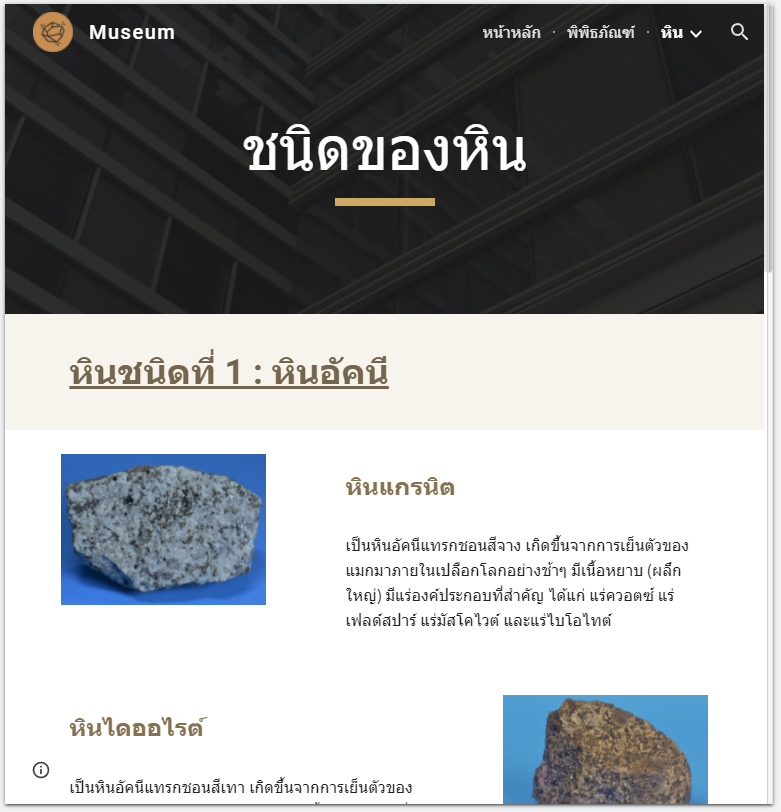 Museum
หน้าหลัก · พิพิธภัณฑ์ · หิน
ชนิดของหิน
หินชนิดที่ 1 : หินอัคนี
หินแกรนิต
เป็นหินอัคนีแทรกซอนสีจาง เกิดขึ้นจากการเย็นตัวของ
แมกมาภายในเปลือกโลกอย่างช้าๆ มีเนื้อหยาบ (ผลึก
ใหญ่) มีแร่องค์ประกอบที่สำคัญ ได้แก่ แร่ควอตซ์ แร่
เฟลด์สปาร์ แร่มัสโคไวต์ และแร่ไบโอไทต์
หินไดออไรต์
เป็นหินอัคนีแทรกซอนสีเทา เกิดขึ้นจากการเย็นตัวของ